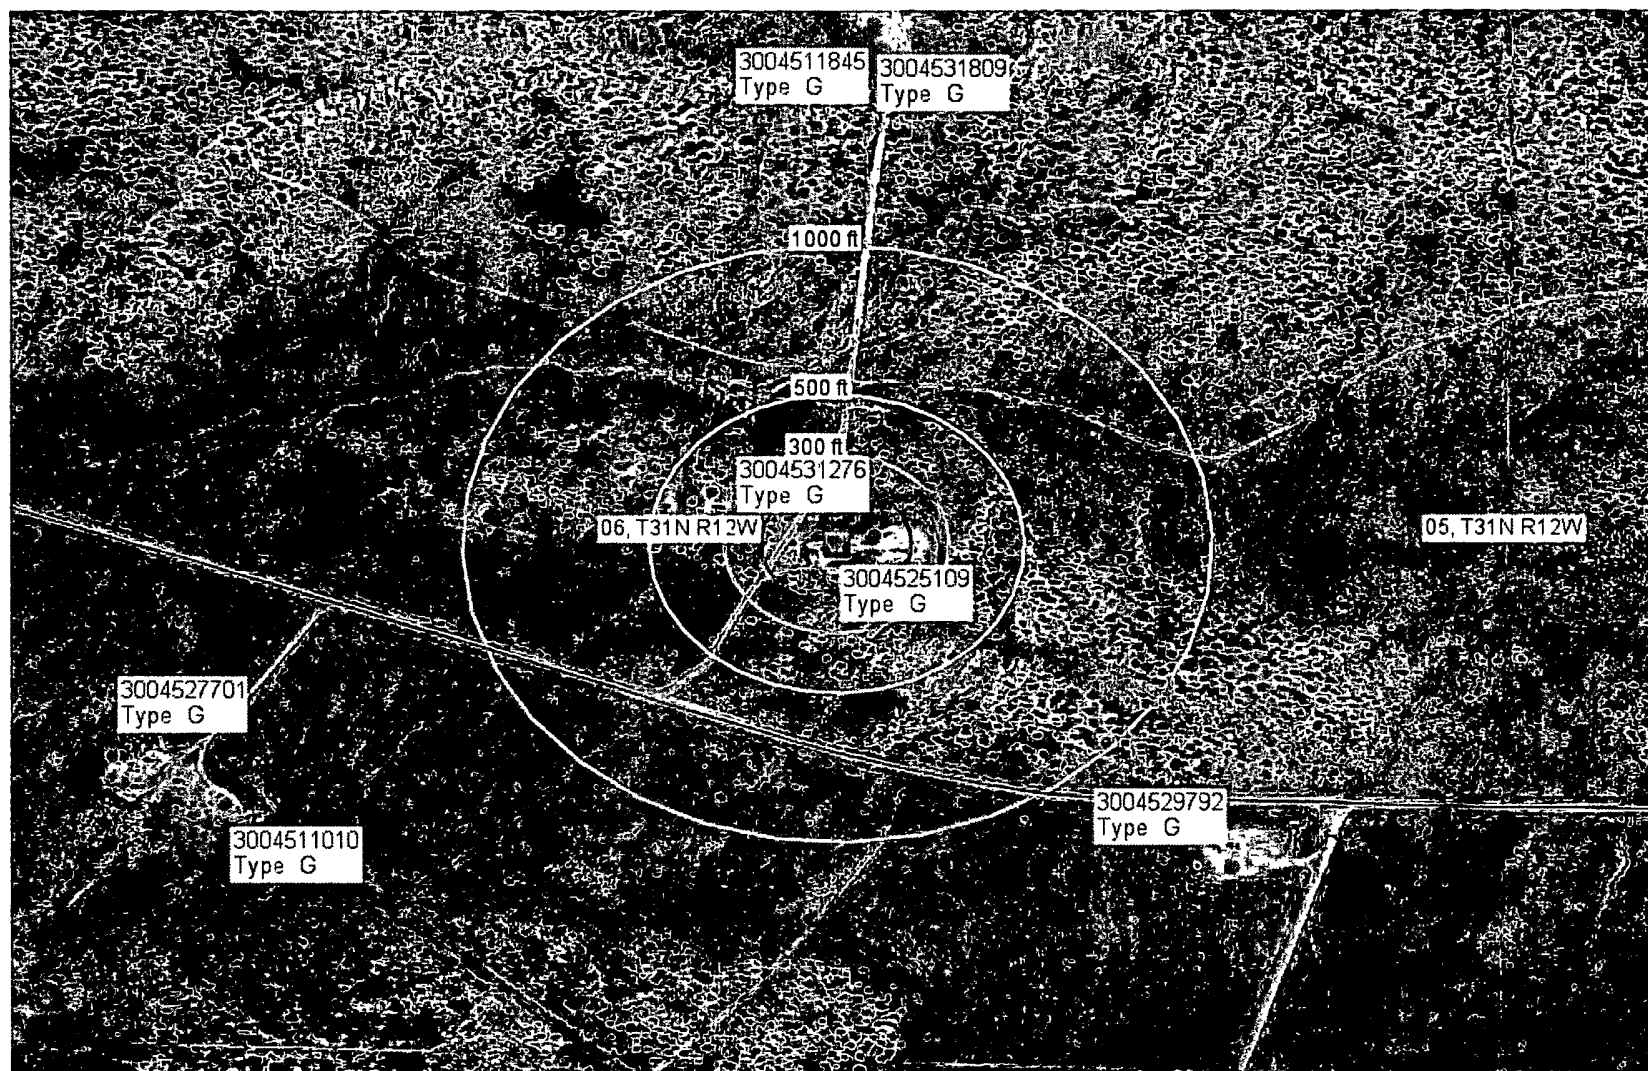 3004511845
Type G
3004531809
Type G
1000 ft
500 ft
300 ft
3004531276
Type G
06, T31N R12W
05, T31N R12W
3004525109
Type G
3004527701
Type G
3004529792
Type G
3004511010
Type G